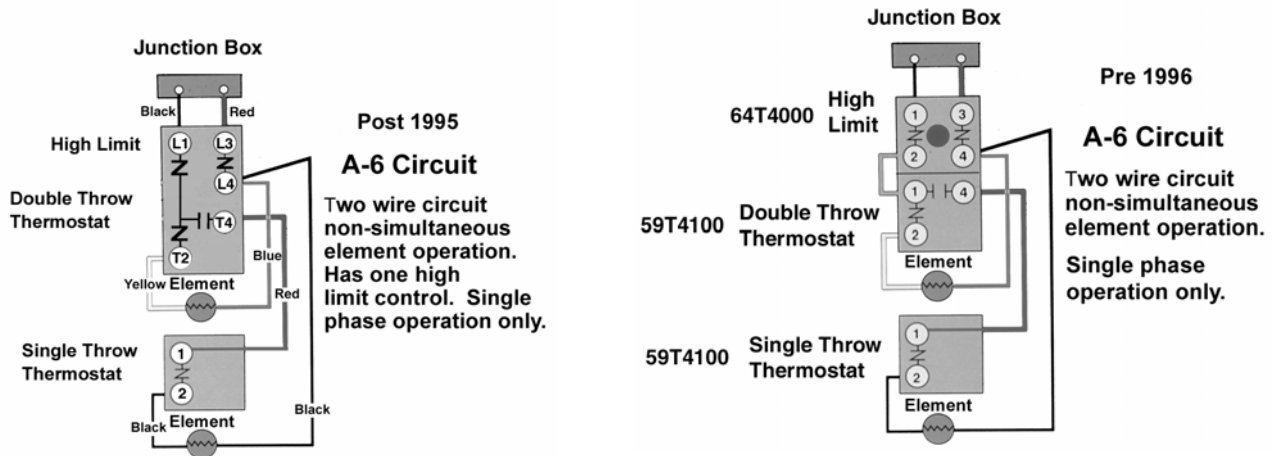 Junction Box
Black
Red
High Limit
L1
L3
L4
Double Throw
Thermostat
T4
T2
Blue
Yellow
Element
Red
Single Throw
Thermostat
1
2
Black
Element
Black
Post 1995
A-6 Circuit
Two wire circuit
non-simultaneous
element operation.
Has one high
limit control. Single
phase operation only.
Junction Box
64T4000
High
Limit
1
3
2
4
1
4
59T4100
Double Throw
Thermostat
2
Element
59T4100
Single Throw
Thermostat
1
2
Element
Pre 1996
A-6 Circuit
Two wire circuit
non-simultaneous
element operation.
Single phase
operation only.